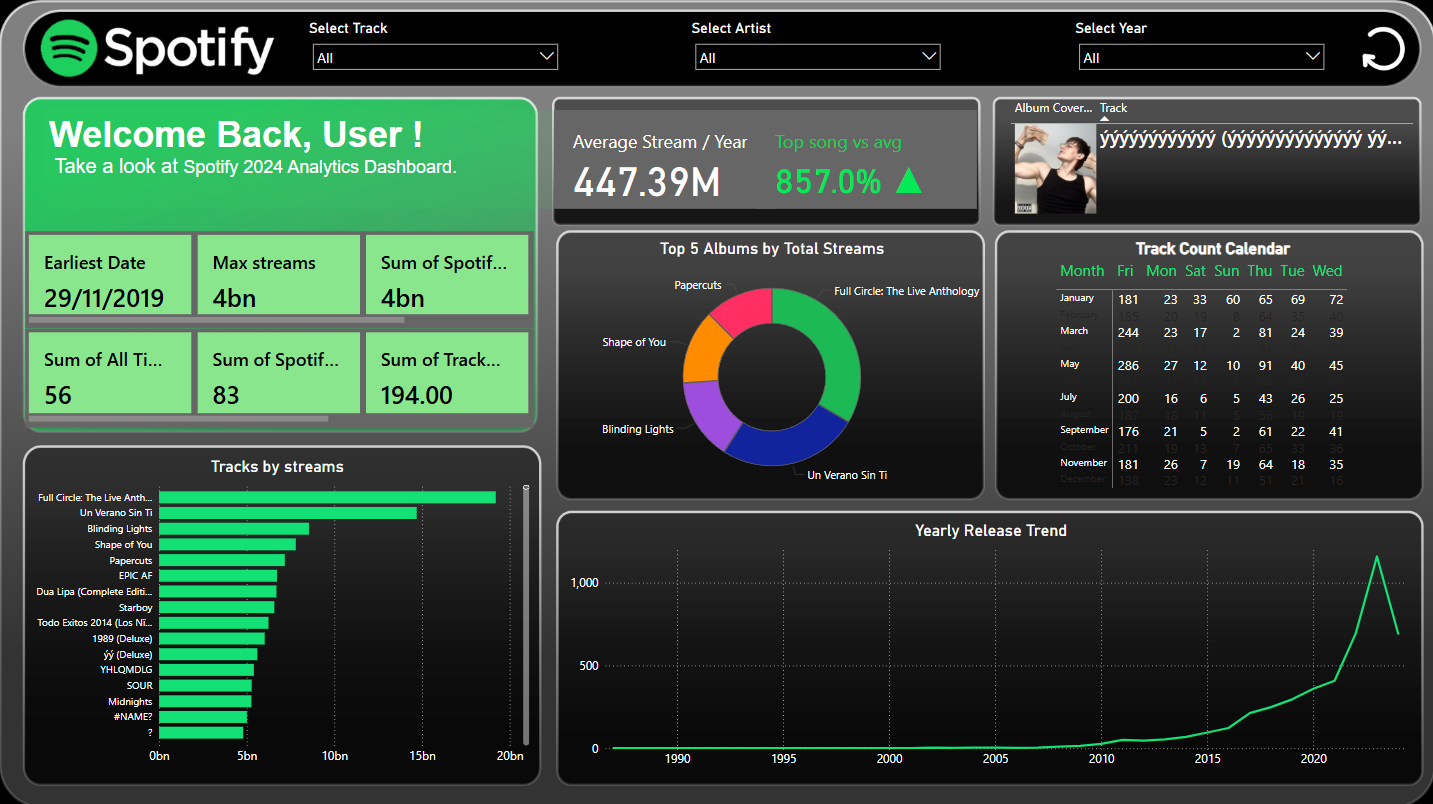 Spotify
Select Track
All
Select Artist
All
Select Year
All
Welcome Back, User !
Take a look at Spotify 2024 Analytics Dashboard.
Earliest Date
29/11/2019
Max streams
4bn
Sum of Spotif...
4bn
Sum of All Ti...
56
Sum of Spotif...
83
Sum of Track...
194.00
Average Stream / Year
447.39M
Top song vs avg
857.0%
Album Cover... Track
ýýýýýýýýýýýý (ýýýýýýýýýýýýýý ýý...
Top 5 Albums by Total Streams
Papercuts
Full Circle: The Live Anthology
Shape of You
Blinding Lights
Un Verano Sin Ti
Track Count Calendar
Month Fri Mon Sat Sun Thu Tue Wed
January 181 23 33 60 65 69 72
February 185 20 19 8 64 35 40
March 244 23 17 2 81 24 39
May 286 27 12 10 91 40 45
July 200 16 6 5 43 26 25
August 187 18 11 5 56 19 19
September 176 21 5 2 61 22 41
October 211 19 13 7 65 38 36
November 181 26 7 19 64 18 35
December 138 23 12 11 51 21 16
Tracks by streams
Full Circle: The Live Anth...
Un Verano Sin Ti
Blinding Lights
Shape of You
Papercuts
EPIC AF
Dua Lipa (Complete Editi...
Starboy
Todo Exitos 2014 (Los Nï...
1989 (Deluxe)
ýý (Deluxe)
YHLQMDLG
SOUR
Midnights
#NAME?
?
0bn 5bn 10bn 15bn 20bn
Yearly Release Trend
1,000
500
0
1990 1995 2000 2005 2010 2015 2020